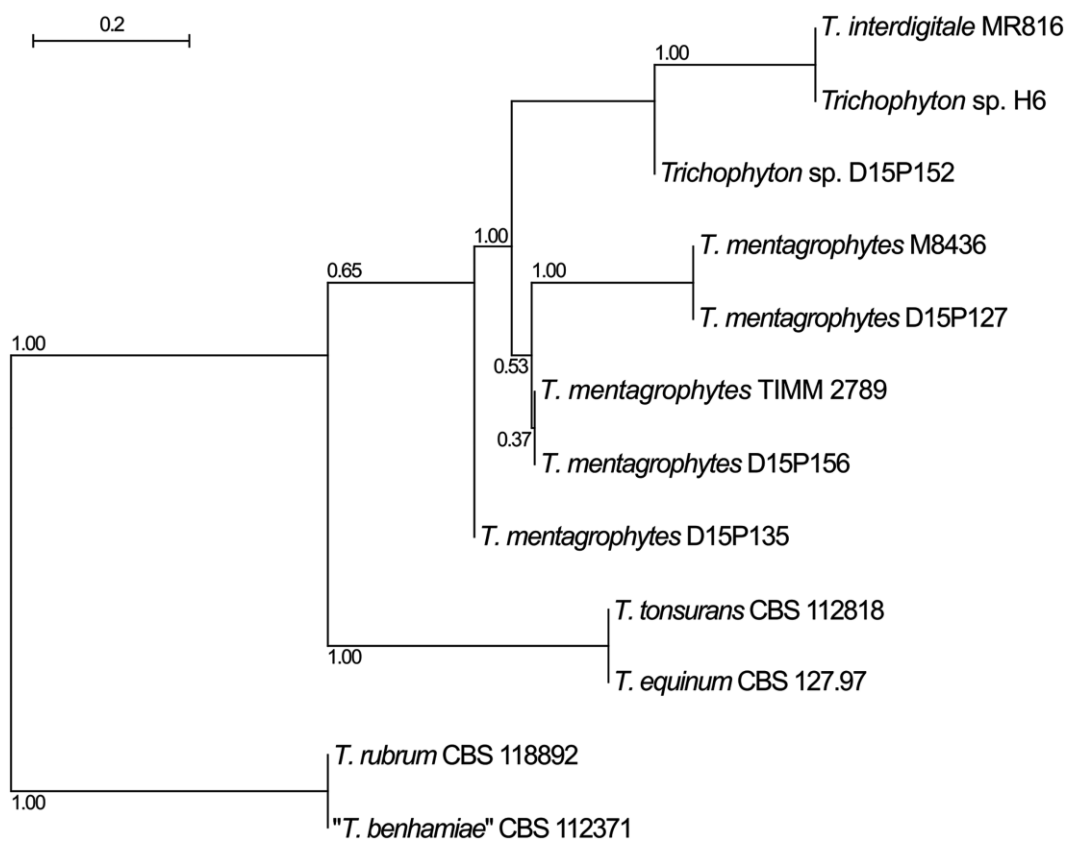 0.2
T. interdigitale MR816
1.00
Trichophyton sp. H6
Trichophyton sp. D15P152
1.00
T. mentagrophytes M8436
0.65
1.00
T. mentagrophytes D15P127
1.00
0.53
T. mentagrophytes TIMM 2789
0.37
T. mentagrophytes D15P156
T. mentagrophytes D15P135
T. tonsurans CBS 112818
1.00
T. equinum CBS 127.97
T. rubrum CBS 118892
1.00
"T. benhamiae" CBS 112371